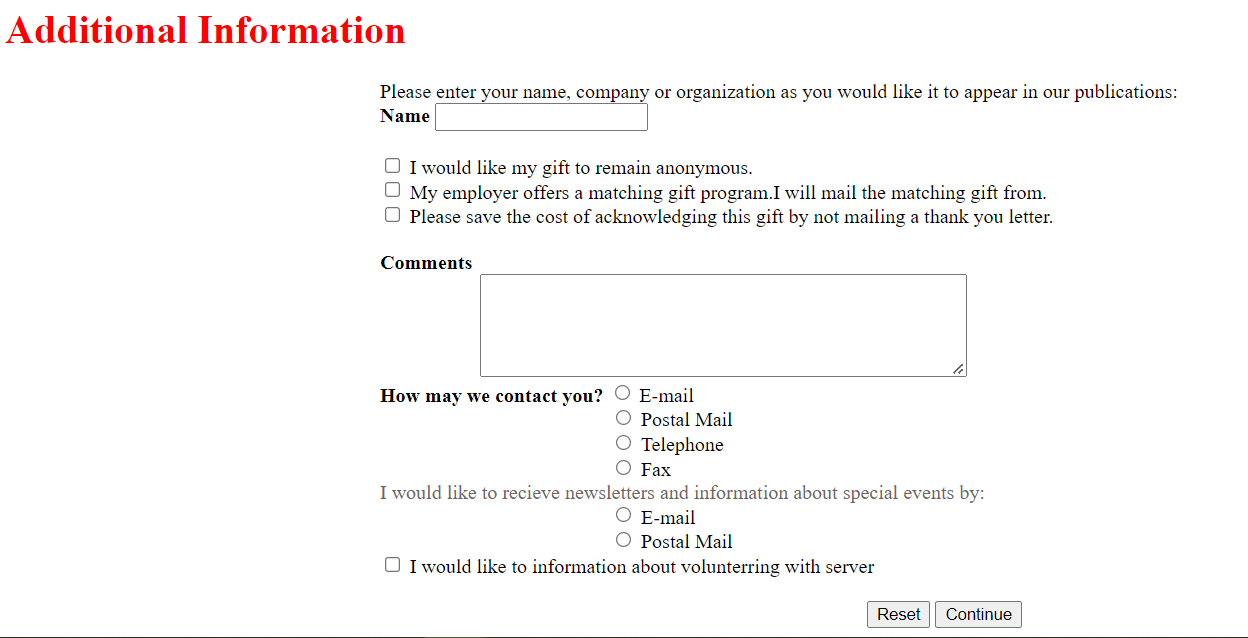 Additional Information
Please enter your name, company or organization as you would like it to appear in our publications:
Name
I would like my gift to remain anonymous.
My employer offers a matching gift program.I will mail the matching gift from.
Please save the cost of acknowledging this gift by not mailing a thank you letter.
Comments
How may we contact you? E-mail
Postal Mail
Telephone
Fax
I would like to recieve newsletters and information about special events by:
E-mail
Postal Mail
I would like to information about volunterring with server
Reset Continue